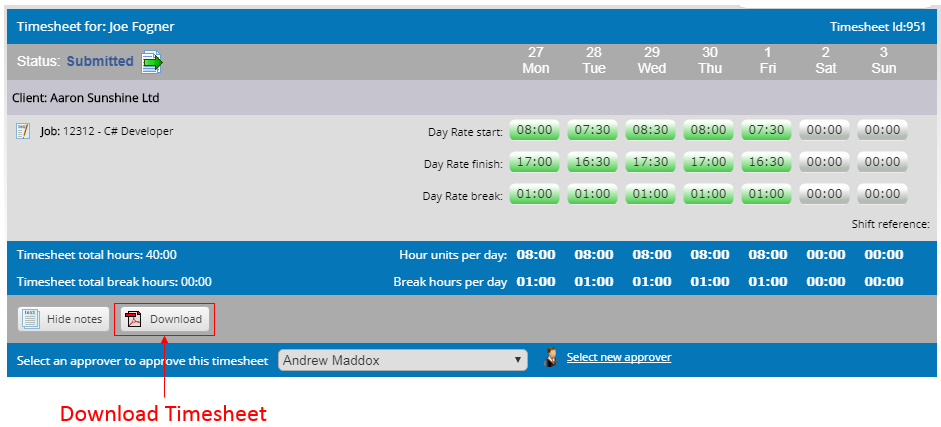 Timesheet for: Joe Fogner Timesheet Id:951
Status: Submitted 27 28 29 30 1 2 3
Mon Tue Wed Thu Fri Sat Sun
Client: Aaron Sunshine Ltd
Job: 12312 - C# Developer Day Rate start: 08:00 07:30 08:30 08:00 07:30 00:00 00:00
Day Rate finish: 17:00 16:30 17:30 17:00 16:30 00:00 00:00
Day Rate break: 01:00 01:00 01:00 01:00 01:00 00:00 00:00
Shift reference:
Timesheet total hours: 40:00 Hour units per day: 08:00 08:00 08:00 08:00 08:00 00:00 00:00
Timesheet total break hours: 00:00 Break hours per day 01:00 01:00 01:00 01:00 01:00 00:00 00:00
Hide notes Download
Select an approver to approve this timesheet Andrew Maddox Select new approver
Download Timesheet